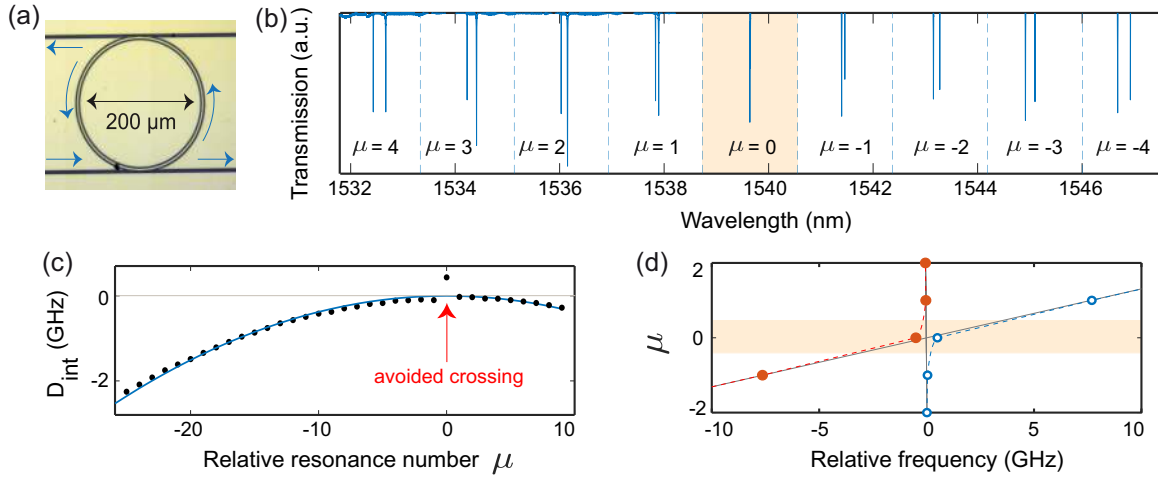 (a)
200 µm
(b)
Transmission (a.u.)
μ = 4
μ = 3
μ = 2
μ = 1
μ = 0
μ = -1
μ = -2
μ = -3
μ = -4
1532
1534
1536
1538
1540
1542
1544
1546
Wavelength (nm)
(c)
D_int (GHz)
0
-2
avoided crossing
-20
-10
0
10
Relative resonance number μ
(d)
μ
2
0
-2
-10
-5
0
5
10
Relative frequency (GHz)